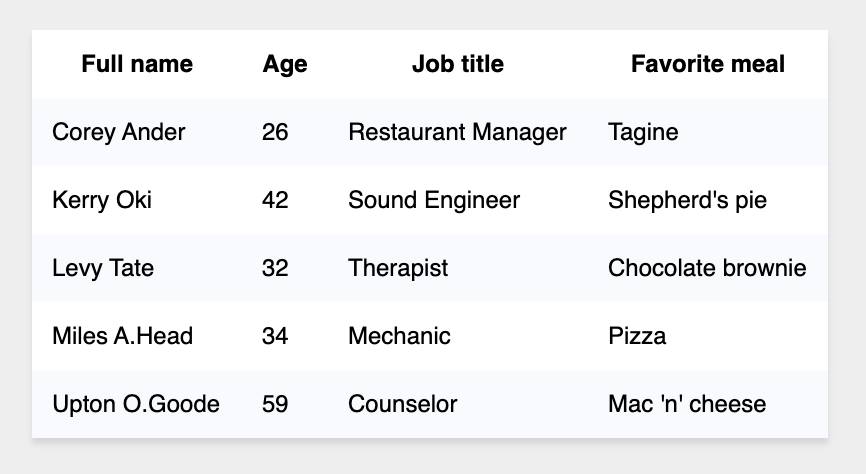 Full name Age Job title Favorite meal
Corey Ander 26 Restaurant Manager Tagine
Kerry Oki 42 Sound Engineer Shepherd's pie
Levy Tate 32 Therapist Chocolate brownie
Miles A.Head 34 Mechanic Pizza
Upton O.Goode 59 Counselor Mac 'n' cheese